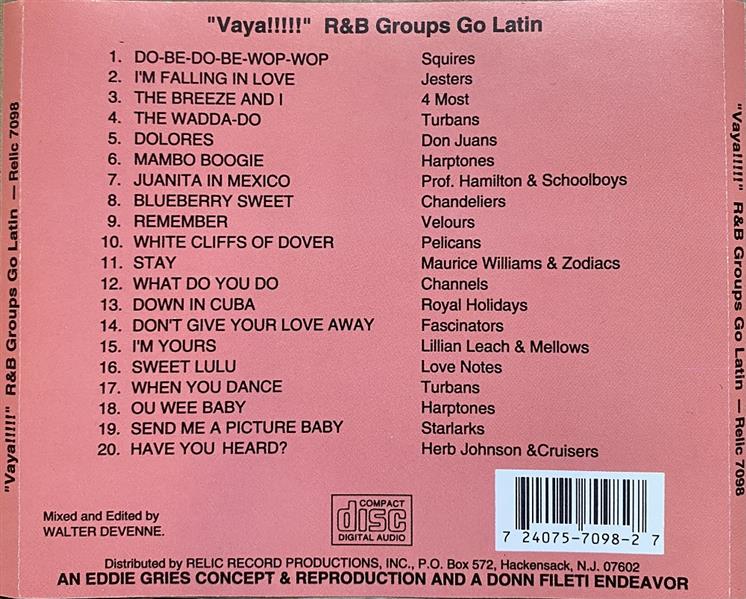 "Vaya!!!!!" R&B Groups Go Latin
1. DO-BE-DO-BE-WOP-WOP Squires
2. I'M FALLING IN LOVE Jesters
3. THE BREEZE AND I 4 Most
4. THE WADDA-DO Turbans
5. DOLORES Don Juans
6. MAMBO BOOGIE Harptones
7. JUANITA IN MEXICO Prof. Hamilton & Schoolboys
8. BLUEBERRY SWEET Chandeliers
9. REMEMBER Velours
10. WHITE CLIFFS OF DOVER Pelicans
11. STAY Maurice Williams & Zodiacs
12. WHAT DO YOU DO Channels
13. DOWN IN CUBA Royal Holidays
14. DON'T GIVE YOUR LOVE AWAY Fascinators
15. I'M YOURS Lillian Leach & Mellows
16. SWEET LULU Love Notes
17. WHEN YOU DANCE Turbans
18. OU WEE BABY Harptones
19. SEND ME A PICTURE BABY Starlarks
20. HAVE YOU HEARD? Herb Johnson &Cruisers
Mixed and Edited by
WALTER DEVENNE.
COMPACT
disc
DIGITAL AUDIO
7 24075-7098-2 7
Distributed by RELIC RECORD PRODUCTIONS, INC., P.O. Box 572, Hackensack, N.J. 07602
AN EDDIE GRIES CONCEPT & REPRODUCTION AND A DONN FILETI ENDEAVOR
"Vaya!!!!!" R&B Groups Go Latin — Relic 7098
"Vaya!!!!!" R&B Groups Go Latin — Relic 7098